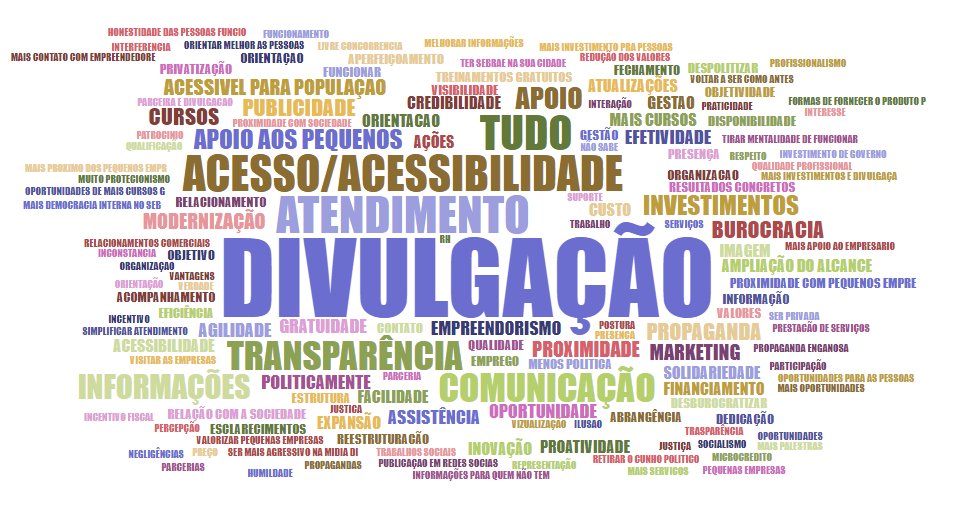 HONESTIDADE DAS PESSOAS FUNCIO
FUNCIONAMENTO
INTERFERENCIA
ORIENTAR MELHOR AS PESSOAS
LIVRE CONCORRENCIA
MELHORAR INFORMAÇÕES
MAIS INVESTIMENTO PRA PESSOAS
MAIS CONTATO COM EMPREENDEDORE
ORIENTAÇAO
APERFEIÇOAMENTO
TER SEBRAE NA SUA CIDADE
REDUÇÃO DOS VALORES
PRIVATIZAÇÃO
FUNCIONAR
TREINAMENTOS GRATUITOS
FECHAMENTO
DESPOLITIZAR
PROFISSIONALISMO
VOLTAR A SER COMO ANTES
ACESSIVEL PARA POPULAÇÃO
VISIBILIDADE
APOIO
ATUALIZAÇÕES
OBJETIVIDADE
PARCEIRA E DIVULGACAO
PUBLICIDADE
CREDIBILIDADE
INTERAÇÃO
GESTAO
PRATICIDADE
FORMAS DE FORNECER O PRODUTO P
INTERESSE
CURSOS
PROXIMIDADE COM SOCIEDADE
ORIENTACAO
TUDO
MAIS CURSOS
DISPONIBILIDADE
PATROCINIO
QUALIFICAÇÃO
APOIO AOS PEQUENOS
AÇÕES
GESTÃO
NÃO SABE
EFETIVIDADE
TIRAR MENTALIDADE DE FUNCIONAR
PRESENÇA
RESPEITO
INVESTIMENTO DE GOVERNO
MAIS PROXIMO DOS PEQUENOS EMPR
ACESSO/ACESSIBILIDADE
QUALIDADE PROFISSIONAL
MUITO PROTECIONISMO
ORGANIZACAO
MAIS INVESTIMENTOS E DIVULGAÇA
OPORTUNIDADES DE MAIS CURSOS G
RESULTADOS CONCRETOS
MAIS DEMOCRACIA INTERNA NO SEB
RELACIONAMENTO
SUPORTE
CUSTO
INVESTIMENTOS
MODERNIZAÇÃO
ATENDIMENTO
TRABALHO
SERVIÇOS
BUROCRACIA
RELACIONAMENTOS COMERCIAIS
RH
DIVULGAÇÃO
IMAGEM
MAIS APOIO AO EMPRESARIO
INCONSTANCIA
OBJETIVO
ORGANIZAÇAO
AMPLIAÇÃO DO ALCANCE
VANTAGENS
ORIENTAÇÃO
VERDADE
PROXIMIDADE COM PEQUENOS EMPRE
ACOMPANHAMENTO
INFORMAÇÃO
EFICIÊNCIA
VALORES
SER PRIVADA
INCENTIVO
SIMPLIFICAR ATENDIMENTO
AGILIDADE
GRATUIDADE
CONTATO
EMPREENDORISMO
POSTURA
PRESENCA
PROPAGANDA
PRESTAÇÃO DE SERVIÇOS
ACESSIBILIDADE
TRANSPARÊNCIA
QUALIDADE
PROXIMIDADE
MARKETING
PROPAGANDA ENGANOSA
VISITAR AS EMPRESAS
EMPREGO
MENOS POLITICA
SOLIDARIEDADE
PARTICIPAÇÃO
INFORMAÇÕES
POLITICAMENTE
PARCERIA
COMUNICAÇÃO
OPORTUNIDADES PARA AS PESSOAS
FINANCIAMENTO
MAIS OPORTUNIDADES
ESTRUTURA
FACILIDADE
DESBUROCRATIZAR
INCENTIVO FISCAL
RELAÇÃO COM A SOCIEDADE
JUSTICA
ASSISTÊNCIA
OPORTUNIDADE
ABRANGÊNCIA
DEDICAÇÃO
PERCEPÇÃO
ESCLARECIMENTOS
EXPANSÃO
VIZUALIZAÇÃO
ILUSAO
TRASPARÊNCIA
VALORIZAR PEQUENAS EMPRESAS
REESTRUTURAÇÃO
OPORTUNIDADES
NEGLIGÊNCIAS
PREÇO
SER MAIS AGRESSIVO NA MIDIA DI
TRABALHOS SOCIAIS
INOVAÇÃO
PROATIVIDADE
JUSTIÇA
SOCIALISMO
MAIS PALESTRAS
PARCERIAS
HUMILDADE
PROPAGANDAS
PUBLICAÇAO EM REDES SOCIAS
REPRESENTAÇÃO
RETIRAR O CUNHO POLITICO
MICROCREDITO
INFORMAÇÕES PARA QUEM NÃO TEM
MAIS SERVICOS
PEQUENAS EMPRESAS